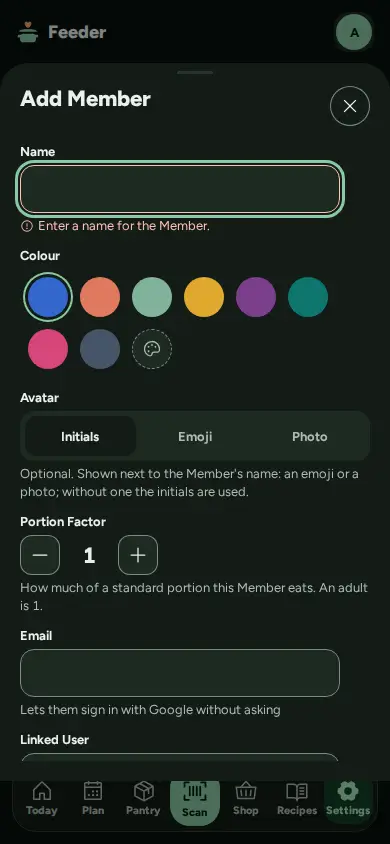 Feeder
A
Add Member
Name
Enter a name for the Member.
Colour
Avatar
Initials
Emoji
Photo
Optional. Shown next to the Member's name: an emoji or a
photo; without one the initials are used.
Portion Factor
1
How much of a standard portion this Member eats. An adult
is 1.
Email
Lets them sign in with Google without asking
Linked User
Today
Plan
Pantry
Scan
Shop
Recipes
Settings